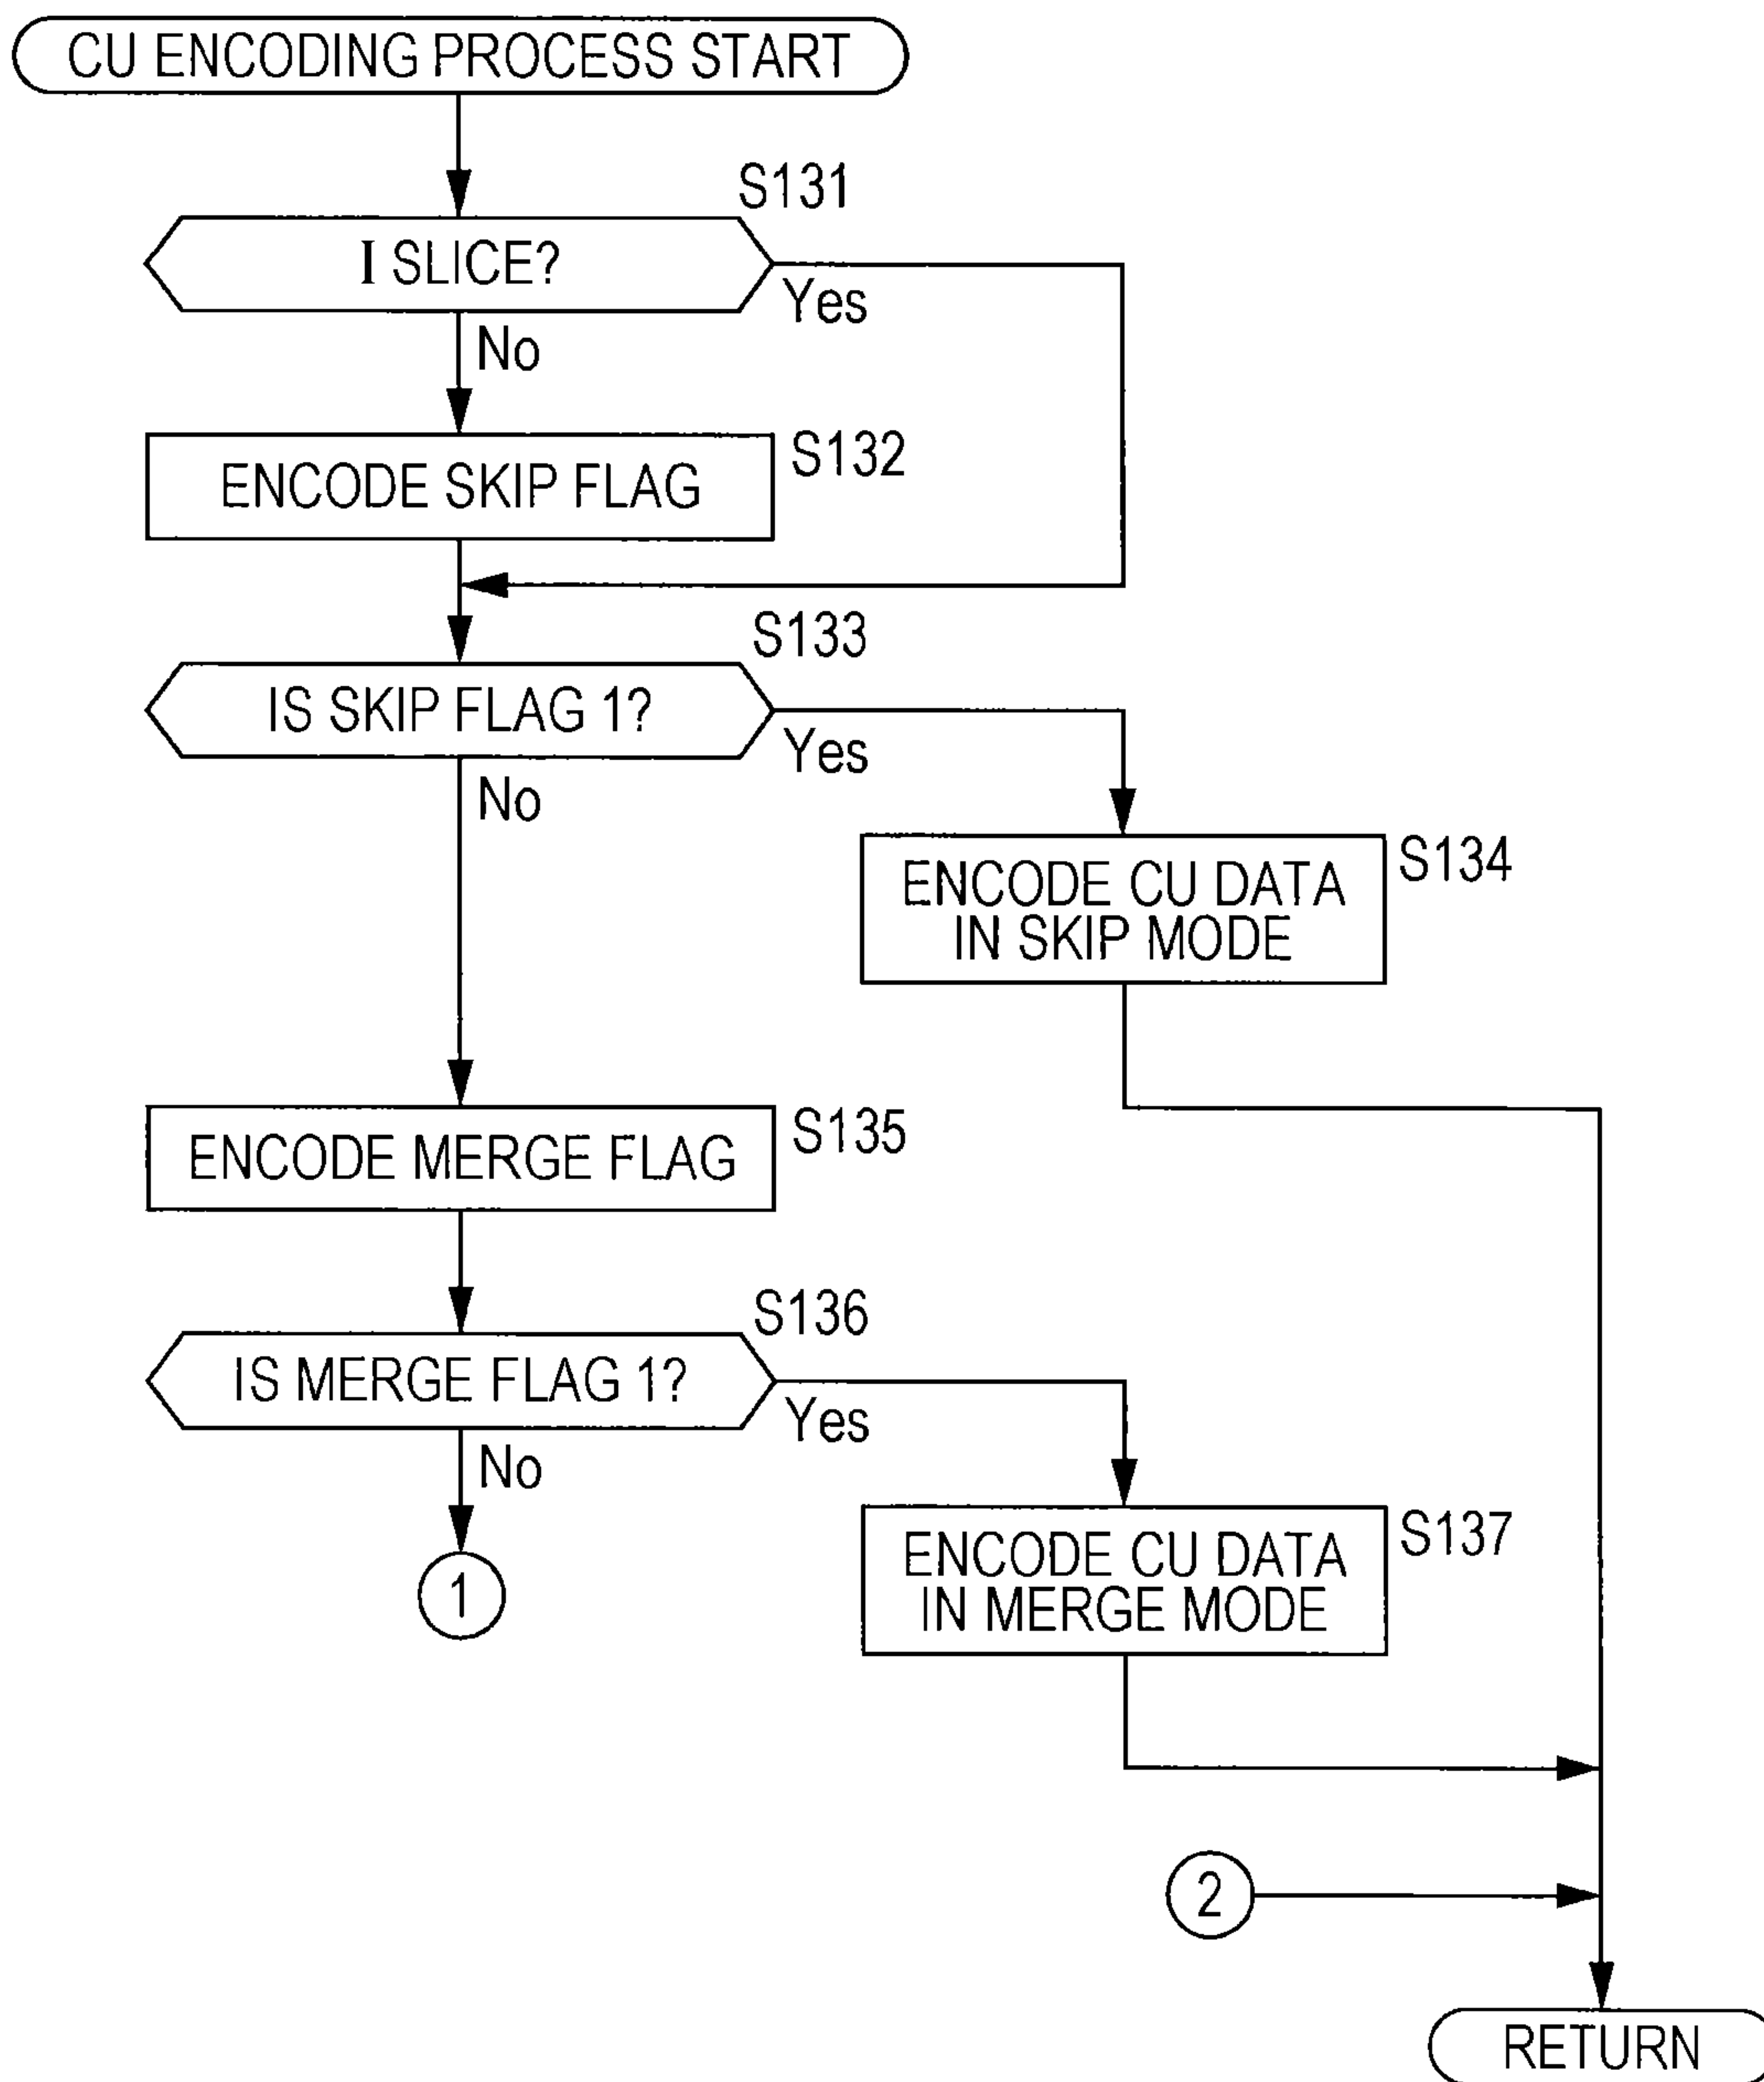 CU ENCODING PROCESS START
S131
I SLICE?
Yes
No
S132
ENCODE SKIP FLAG
S133
IS SKIP FLAG 1?
Yes
No
S134
ENCODE CU DATA
IN SKIP MODE
S135
ENCODE MERGE FLAG
S136
IS MERGE FLAG 1?
Yes
No
S137
ENCODE CU DATA
IN MERGE MODE
1
2
RETURN